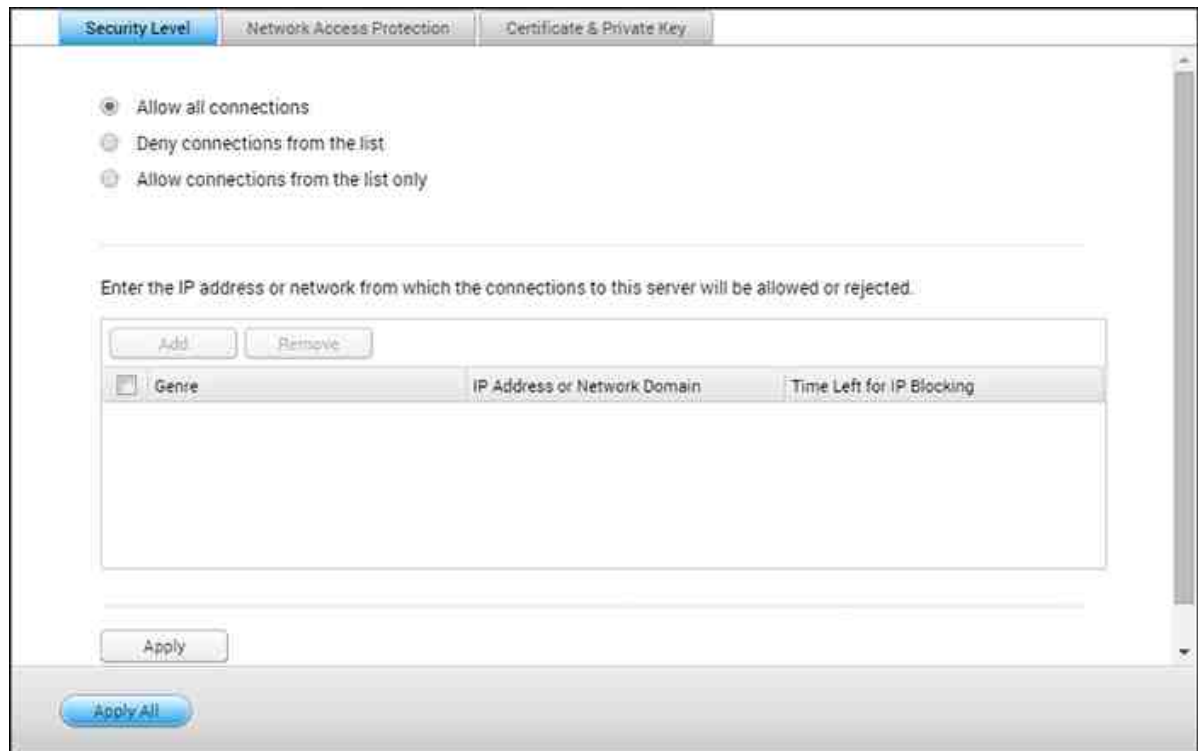 Security Level Network Access Protection Certificate & Private Key
Allow all connections
Deny connections from the list
Allow connections from the list only
Enter the IP address or network from which the connections to this server will be allowed or rejected.
Add Remove
Genre IP Address or Network Domain Time Left for IP Blocking
Apply
Apply All